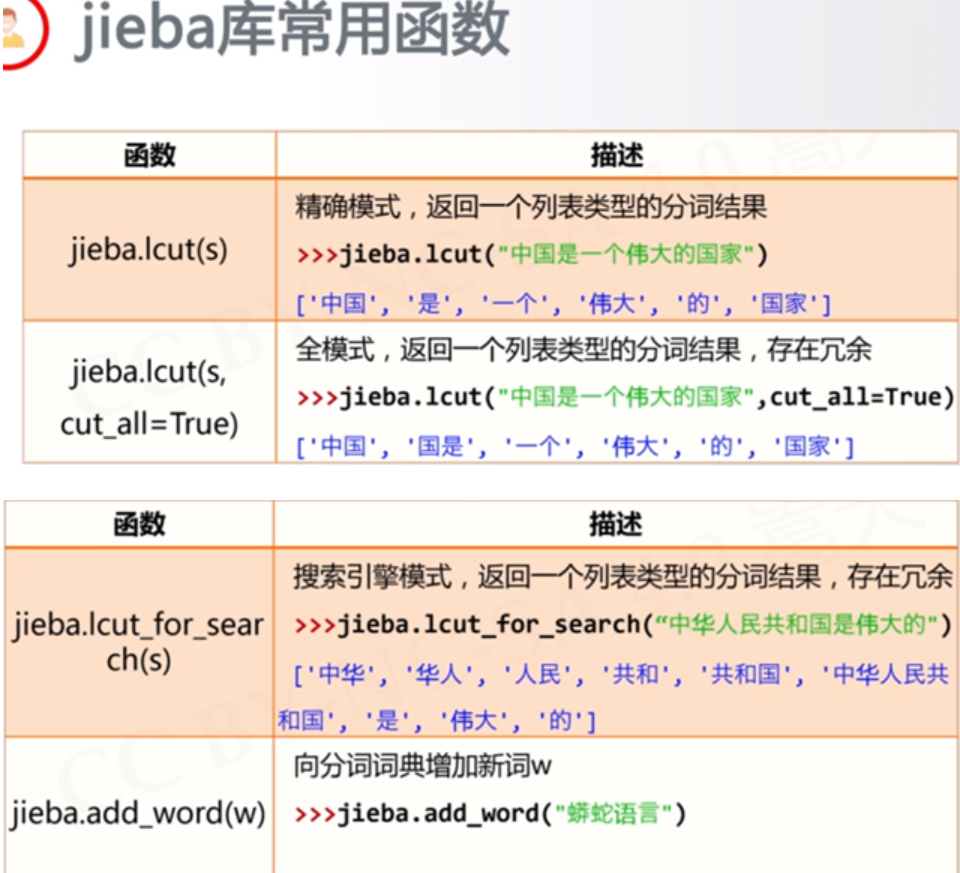 jieba库常用函数
函数 描述
jieba.lcut(s)
精确模式，返回一个列表类型的分词结果
>>>jieba.lcut("中国是一个伟大的国家")
['中国', '是', '一个', '伟大', '的', '国家']
jieba.lcut(s,
cut_all=True)
全模式，返回一个列表类型的分词结果，存在冗余
>>>jieba.lcut("中国是一个伟大的国家",cut_all=True)
['中国', '国是', '一个', '伟大', '的', '国家']
函数 描述
jieba.lcut_for_sear
ch(s)
搜索引擎模式，返回一个列表类型的分词结果，存在冗余
>>>jieba.lcut_for_search(“中华人民共和国是伟大的")
['中华', '华人', '人民', '共和', '共和国', '中华人民共
和国', '是', '伟大', '的']
jieba.add_word(w)
向分词词典增加新词w
>>>jieba.add_word("蟒蛇语言")